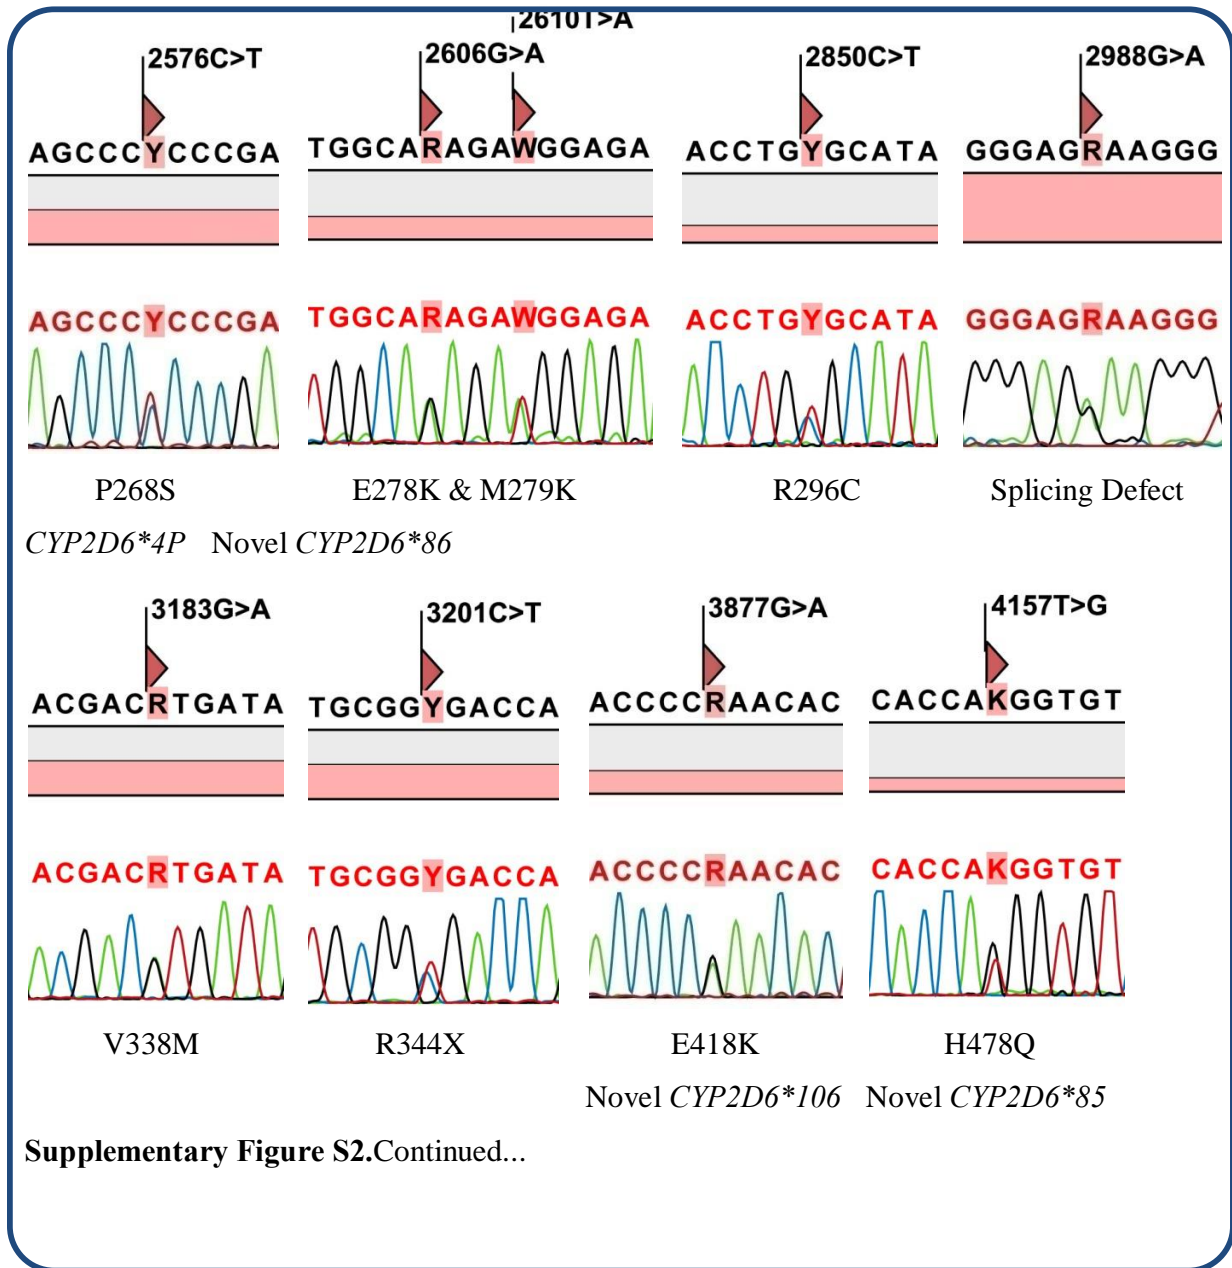 2610T>A
2576C>T 2606G>A 2850C>T 2988G>A
AGCCCYCCCGA TGGCARAGAWGGAGA ACCTGYGCATA GGGAGRAAGGG
AGCCCYCCCGA TGGCARAGAWGGAGA ACCTGYGCATA GGGAGRAAGGG
P268S E278K & M279K R296C Splicing Defect
CYP2D6*4P Novel CYP2D6*86
3183G>A 3201C>T 3877G>A 4157T>G
ACGACRTGATA TGCGGYGACCA ACCCCRAACAC CACCAKGGTGT
ACGACRTGATA TGCGGYGACCA ACCCCRAACAC CACCAKGGTGT
V338M R344X E418K H478Q
Novel CYP2D6*106 Novel CYP2D6*85
Supplementary Figure S2.Continued...